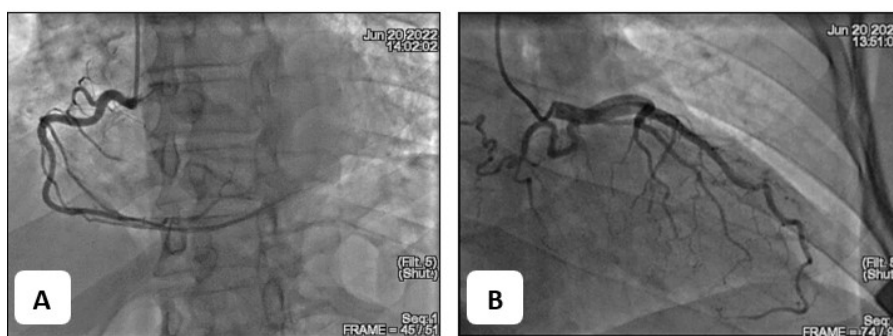 Jun 20 2022
14:02:02
(Filt. 5)
(Shut.)
A
Seq: 1
FRAME = 45 / 51
Jun 20 202
13:51:0
(Filt. 5
(Shut
B
Seq:
FRAME = 7